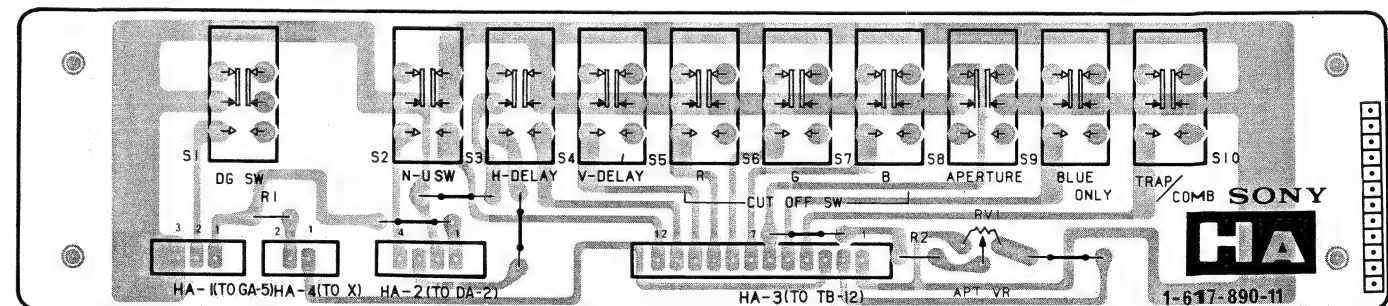 S1 S2 S3 S4 S5 S6 S7 S8 S9 S10
DG SW N-U SW H-DELAY V-DELAY R G B APERTURE BLUE ONLY TRAP/COMB
CUT OFF SW
SONY
R1 R2 RV1
HA
3 2 1 2 1 4 1 12 7 1
HA-1(TO GA-5) HA-4(TO X) HA-2(TO DA-2) HA-3(TO TB-12) APT VR 1-617-890-11